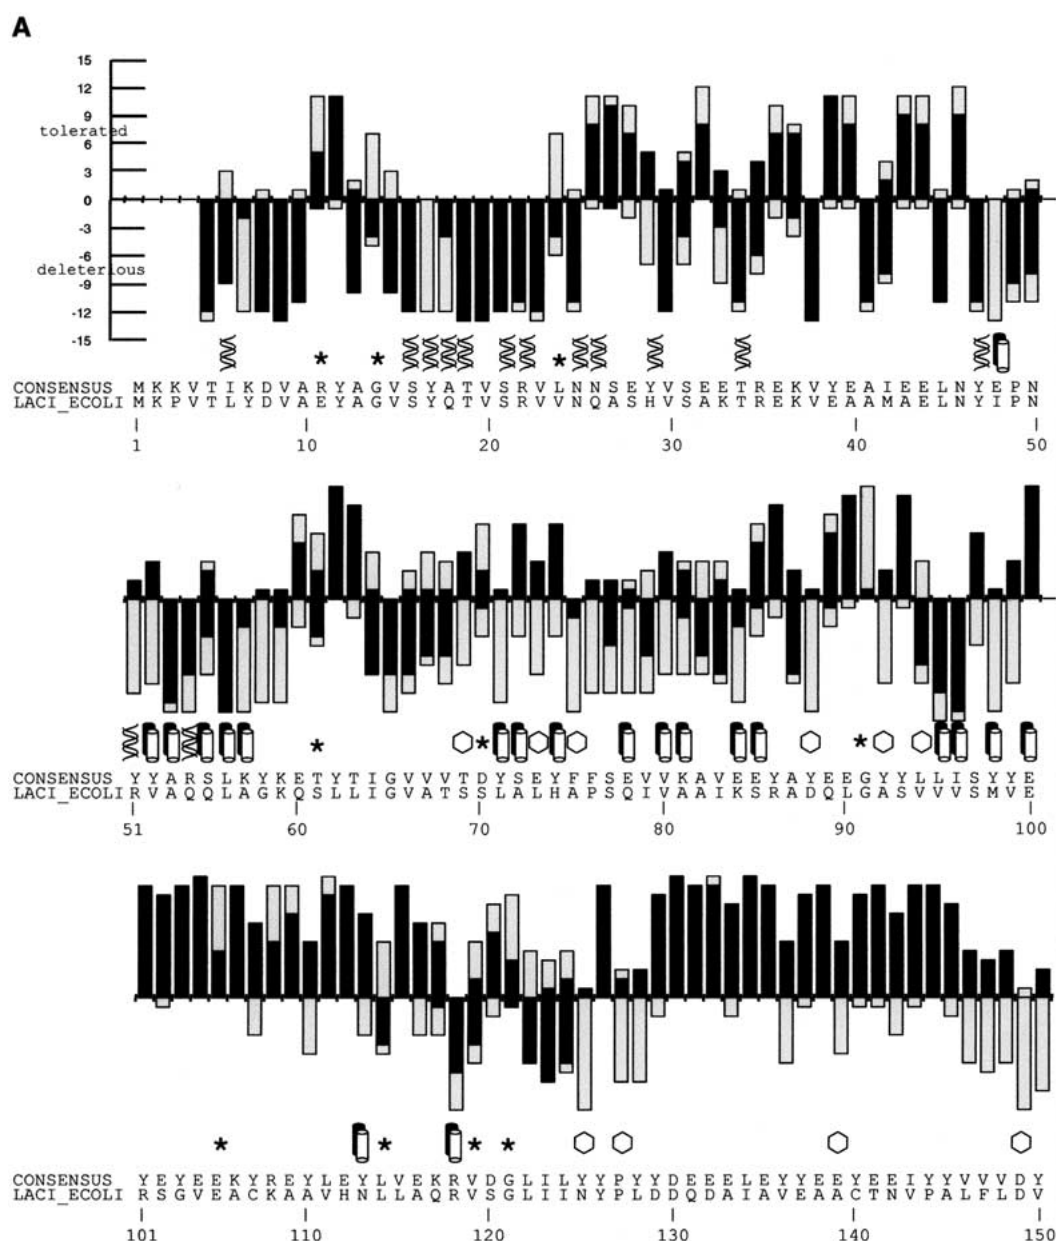 A
15
12
9
tolerated
6
3
0
-3
-6
deleterious
-9
-12
-15
* * *
CONSENSUS M K K V T I K D V A R Y A G V S Y A T V S R V L N N S E Y V S E E T R E K V Y E A I E E L N Y E P N
LACI_ECOLI M K P V T L Y D V A E Y A G V S Y Q T V S R V V N Q A S H V S A K T R E K V E A A M A E L N Y I P N
1 10 20 30 40 50
* * *
CONSENSUS Y Y A R S L K Y K E T Y T I G V V V T D Y S E Y F F S E V V K A V E E S Y A Y E E G Y Y L L I S Y Y E
LACI_ECOLI R V A Q Q L A G K Q S L L I G V A T S S L A L H A P S Q I V A A I K S R A D Q L G A S V V V S M V E
51 60 70 80 90 100
* * * *
CONSENSUS Y E Y E E K Y R E Y L E Y L V E K R V D G L I L Y P Y Y D E E E L E Y E E Y E E Y Y V V V D Y
LACI_ECOLI R S G V E A C K A A V H N L L A Q R V S G L I I N Y P L D D Q D A I A V E A A C T N V P A L F L D V
101 110 120 130 140 150